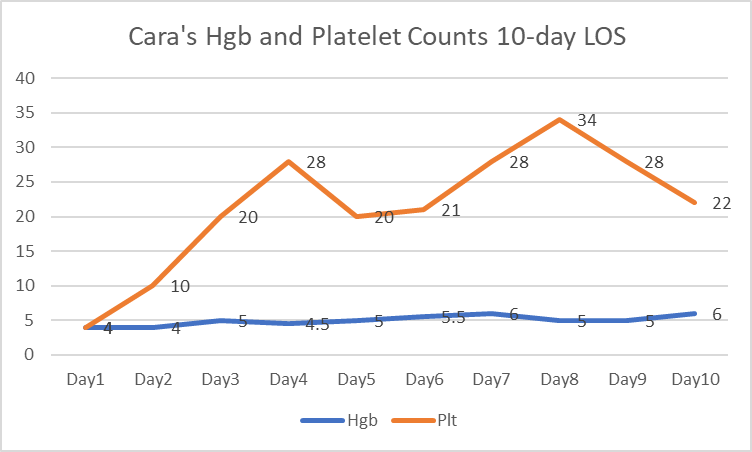 Cara's Hgb and Platelet Counts 10-day LOS
40
35
34
30
28 28 28
25
22
20 20 20 21
15
10 10
5 4 4 4 5 4.5 5 5.5 6 5 5 6
0
Day1 Day2 Day3 Day4 Day5 Day6 Day7 Day8 Day9 Day10
Hgb Plt